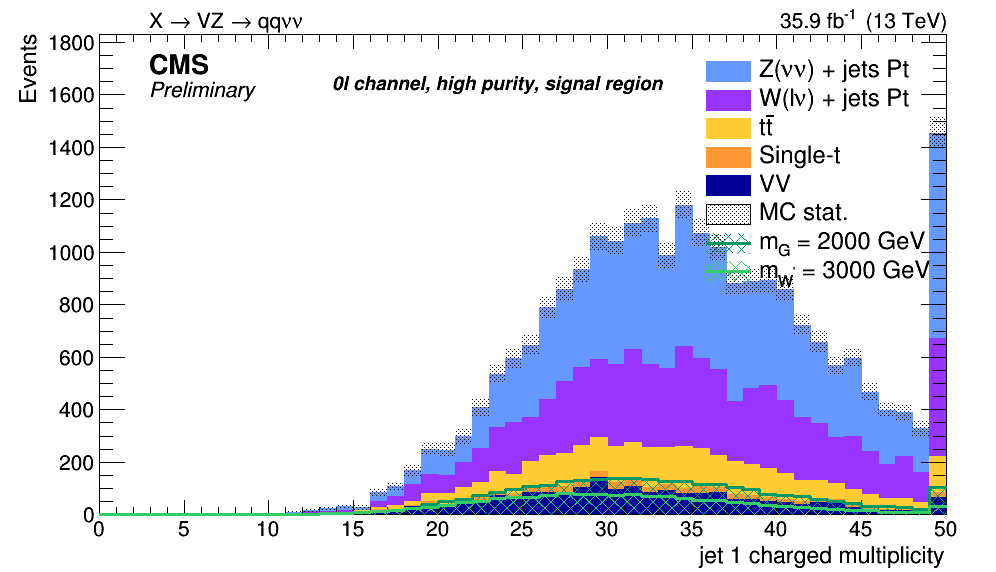 X → VZ → qqνν
35.9 fb⁻¹ (13 TeV)
Events
CMS
Preliminary
0l channel, high purity, signal region
Z(νν) + jets Pt
W(lν) + jets Pt
tt̄
Single-t
VV
MC stat.
m_G = 2000 GeV
m_W' = 3000 GeV
1800
1600
1400
1200
1000
800
600
400
200
0
0 5 10 15 20 25 30 35 40 45 50
jet 1 charged multiplicity